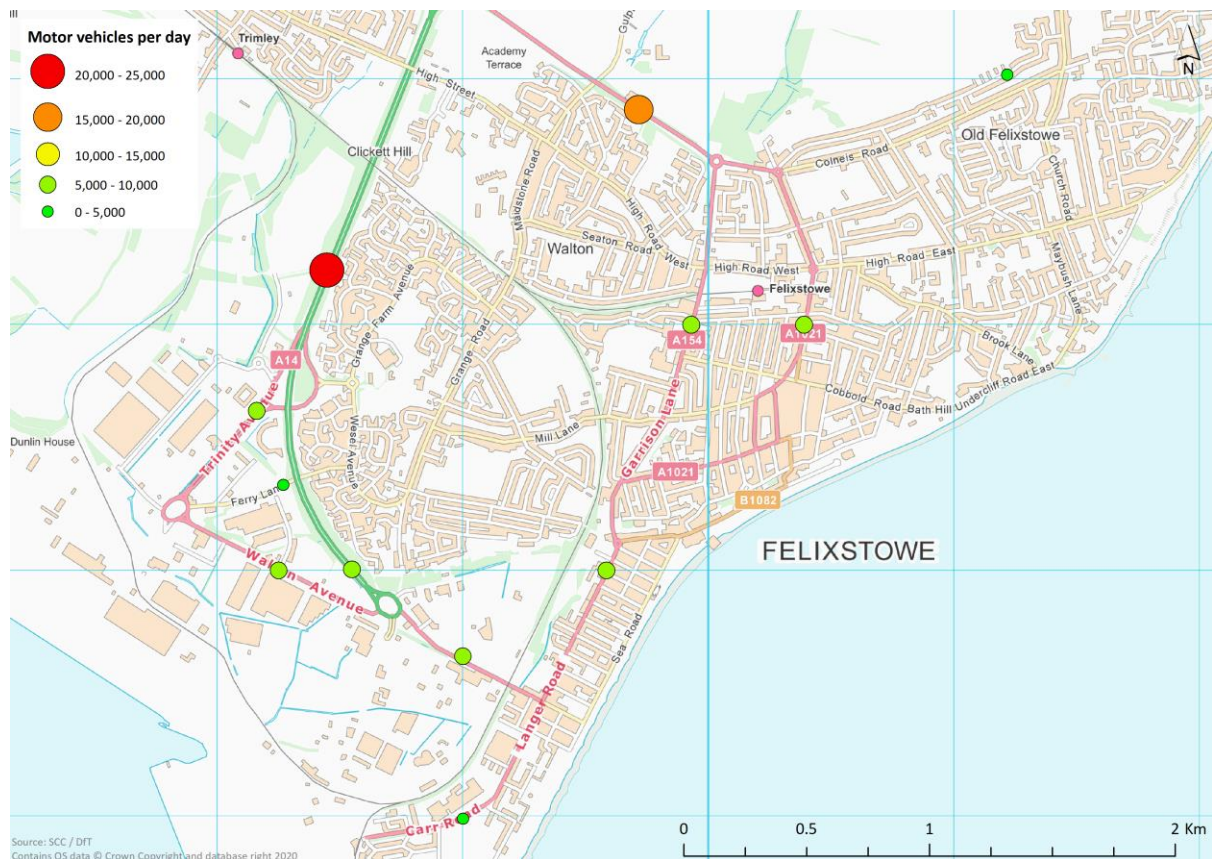 Motor vehicles per day
20,000 - 25,000
15,000 - 20,000
10,000 - 15,000
5,000 - 10,000
0 - 5,000
Trimley
Academy
Terrace
High Street
Clickett Hill
Maidstone Road
High Road
Walton
Seaton Road
West
High Road West
High Road East
Felixstowe
Colneis Road
Old Felixstowe
Church Road
Maybush Lane
N
Grange Farm Avenue
Grange Road
A14
A154
A1021
Brook Lane
Cobbold Road
Bath Hill
Undercliff Road East
Dunlin House
Trinity Avenue
Wesel Avenue
Mill Lane
Garrison Lane
A1021
B1082
Ferry Lane
Walton Avenue
FELIXSTOWE
Sea Road
Langer Road
Carr Road
0 0.5 1 2 Km
Source: SCC / DfT
Contains OS data © Crown Copyright and database right 2020